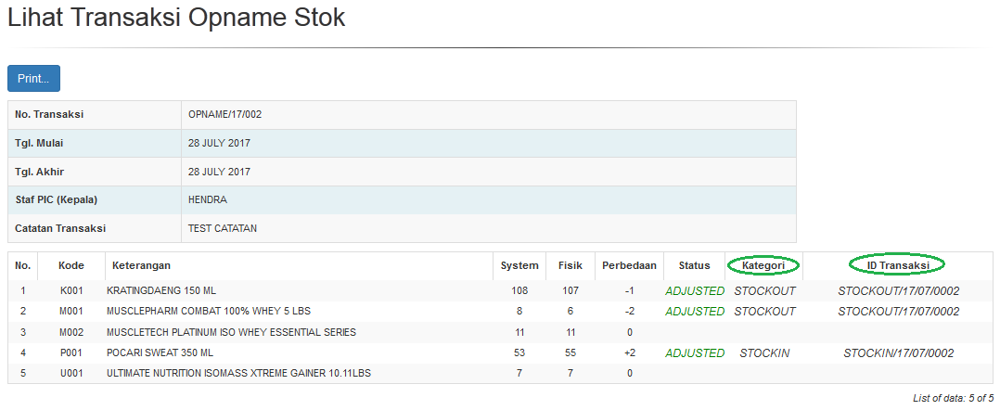 Lihat Transaksi Opname Stok
Print...
No. Transaksi OPNAME/17/002
Tgl. Mulai 28 JULY 2017
Tgl. Akhir 28 JULY 2017
Staf PIC (Kepala) HENDRA
Catatan Transaksi TEST CATATAN
No. Kode Keterangan System Fisik Perbedaan Status Kategori ID Transaksi
1 K001 KRATINGDAENG 150 ML 108 107 -1 ADJUSTED STOCKOUT STOCKOUT/17/07/0002
2 M001 MUSCLEPHARM COMBAT 100% WHEY 5 LBS 8 6 -2 ADJUSTED STOCKOUT STOCKOUT/17/07/0002
3 M002 MUSCLETECH PLATINUM ISO WHEY ESSENTIAL SERIES 11 11 0
4 P001 POCARI SWEAT 350 ML 53 55 +2 ADJUSTED STOCKIN STOCKIN/17/07/0002
5 U001 ULTIMATE NUTRITION ISOMASS XTREME GAINER 10.11LBS 7 7 0
List of data: 5 of 5